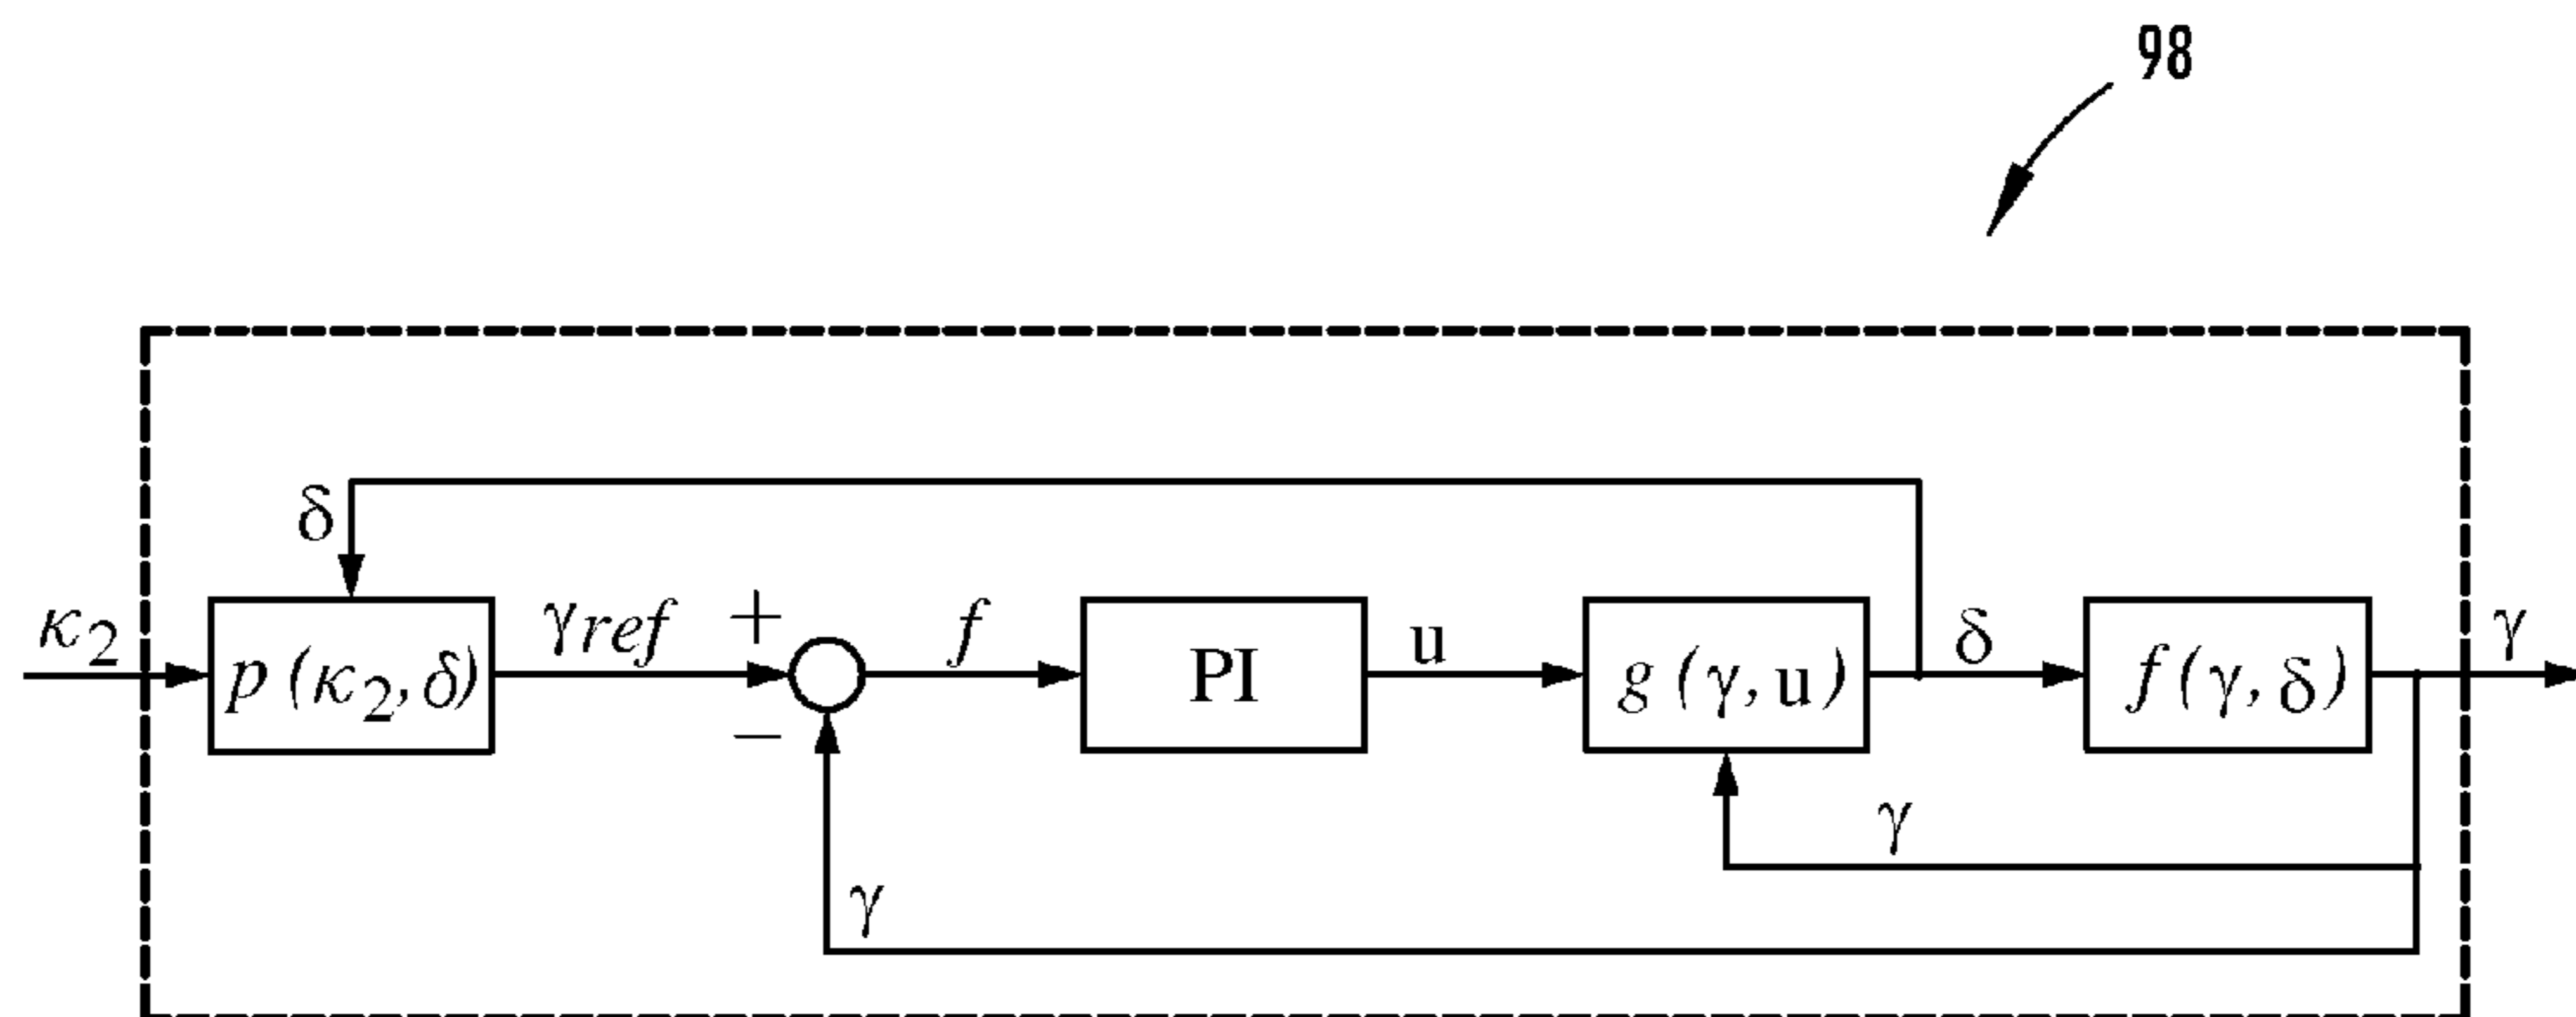 98
δ
κ2
p (κ2, δ)
γref
+
−
f
PI
u
g (γ, u)
δ
f (γ, δ)
γ
γ
γ